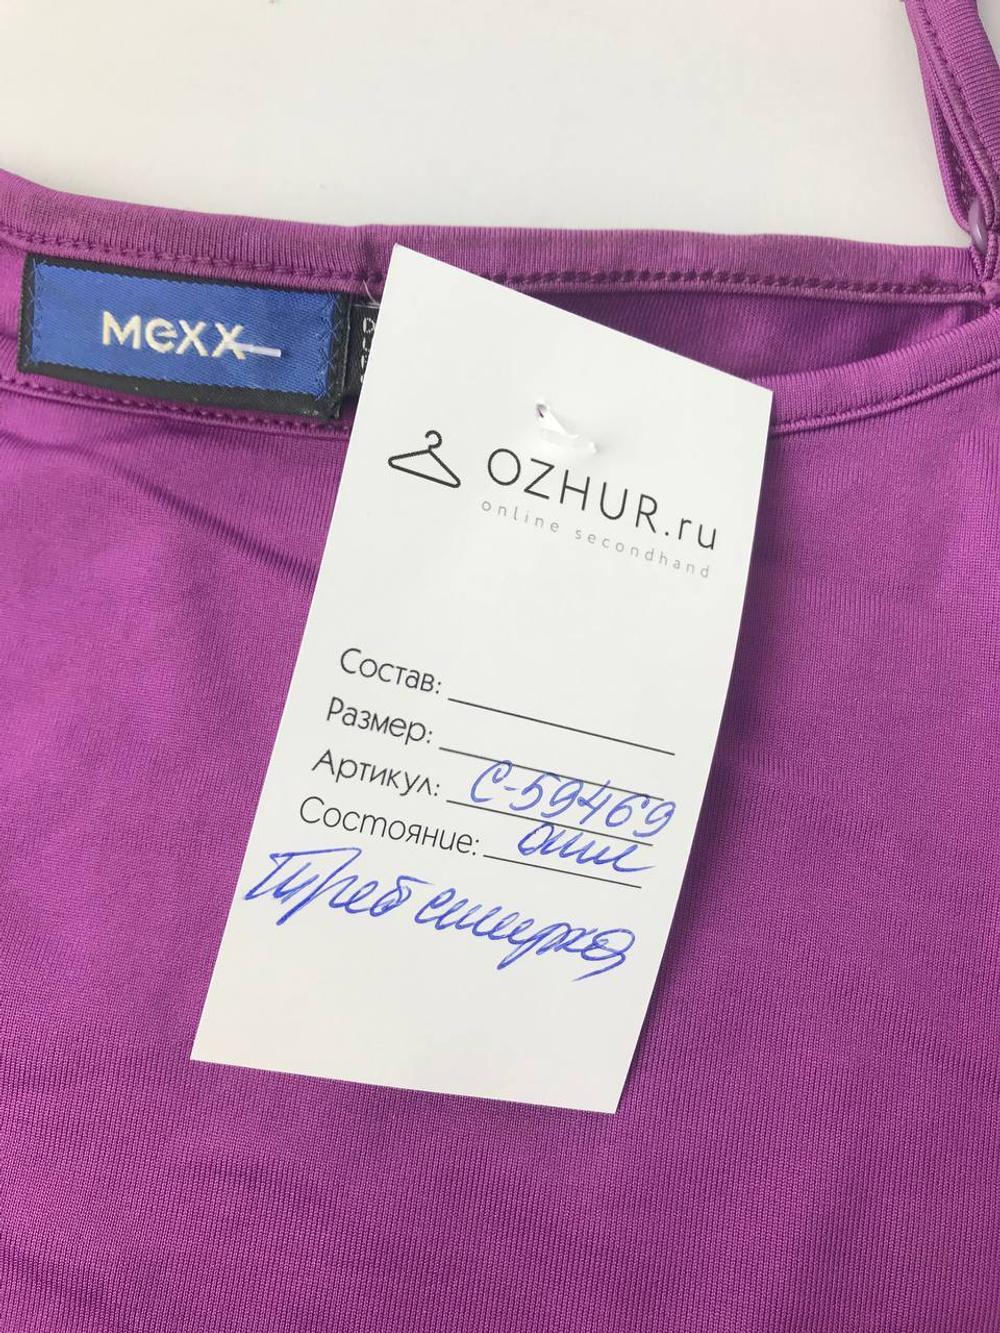 mexx
OZHUR.ru
online secondhand
Состав:
Размер:
Артикул: С-59469
Состояние: отл
Треб стирка